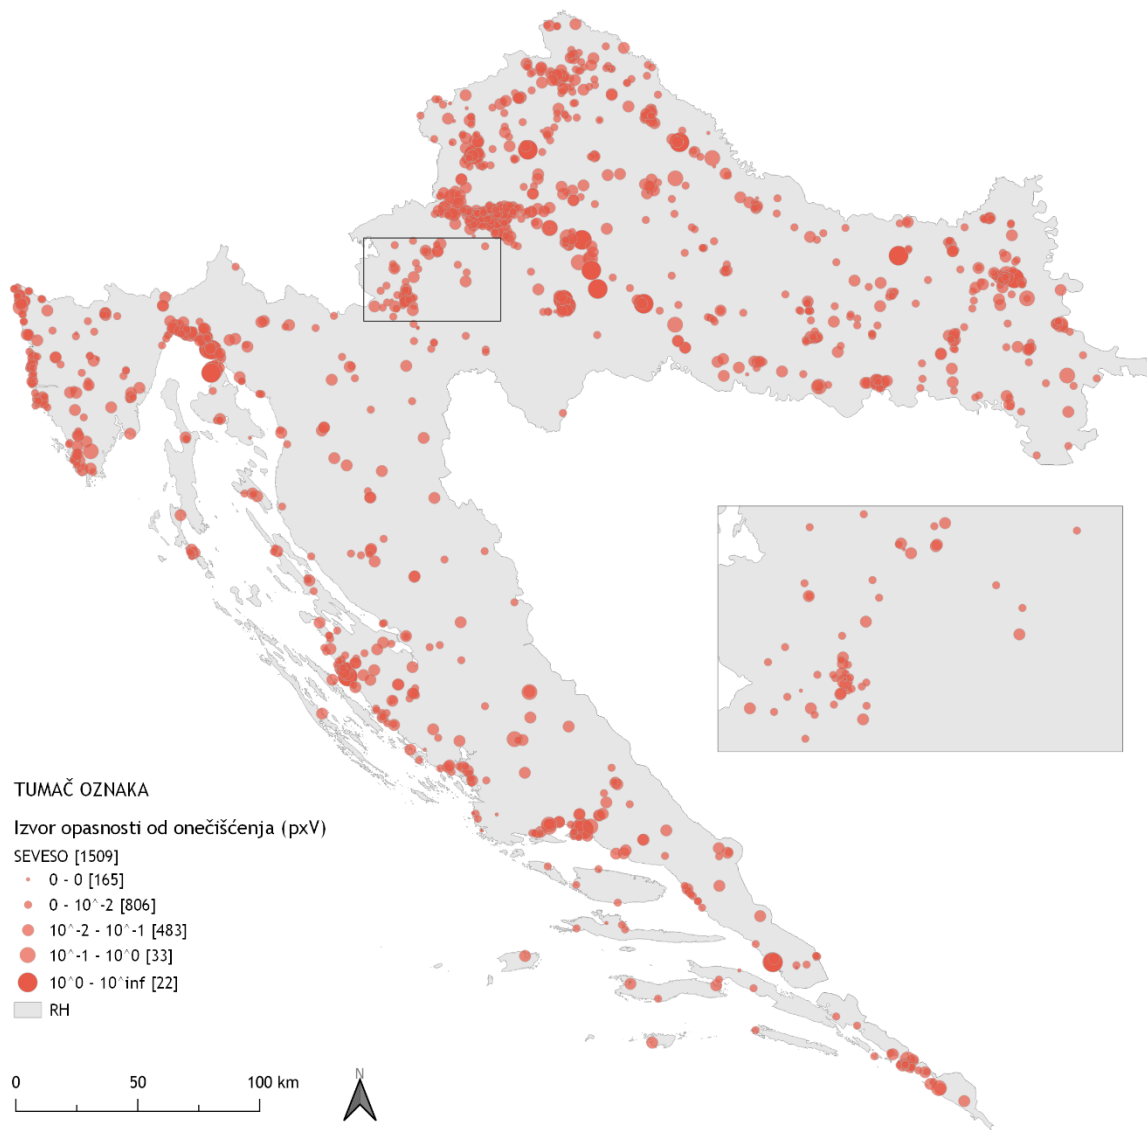 TUMAČ OZNAKA
Izvor opasnosti od onečišćenja (pxV)
SEVESO [1509]
0 - 0 [165]
0 - 10^-2 [806]
10^-2 - 10^-1 [483]
10^-1 - 10^0 [33]
10^0 - 10^inf [22]
RH
0 50 100 km
N